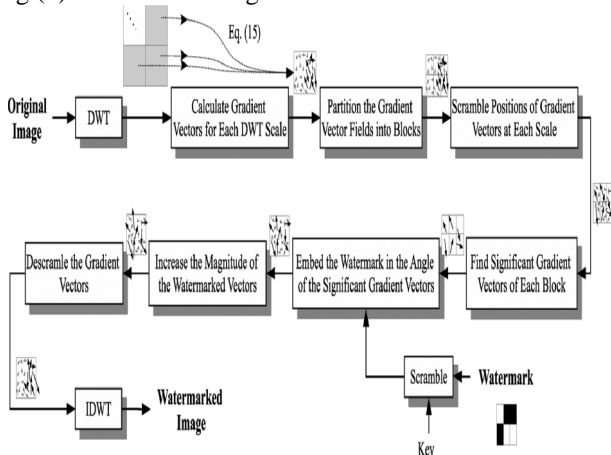 Eq. (15)
Original
Image
DWT
Calculate Gradient
Vectors for Each DWT Scale
Partition the Gradient
Vector Fields into Blocks
Scramble Positions of Gradient
Vectors at Each Scale
Descramle the Gradient
Vectors
Increase the Magnitude of
the Watermarked Vectors
Embed the Watermark in the Angle
of the Significant Gradient Vectors
Find Significant Gradient
Vectors of Each Block
Scramble
Watermark
Key
IDWT
Watermarked
Image